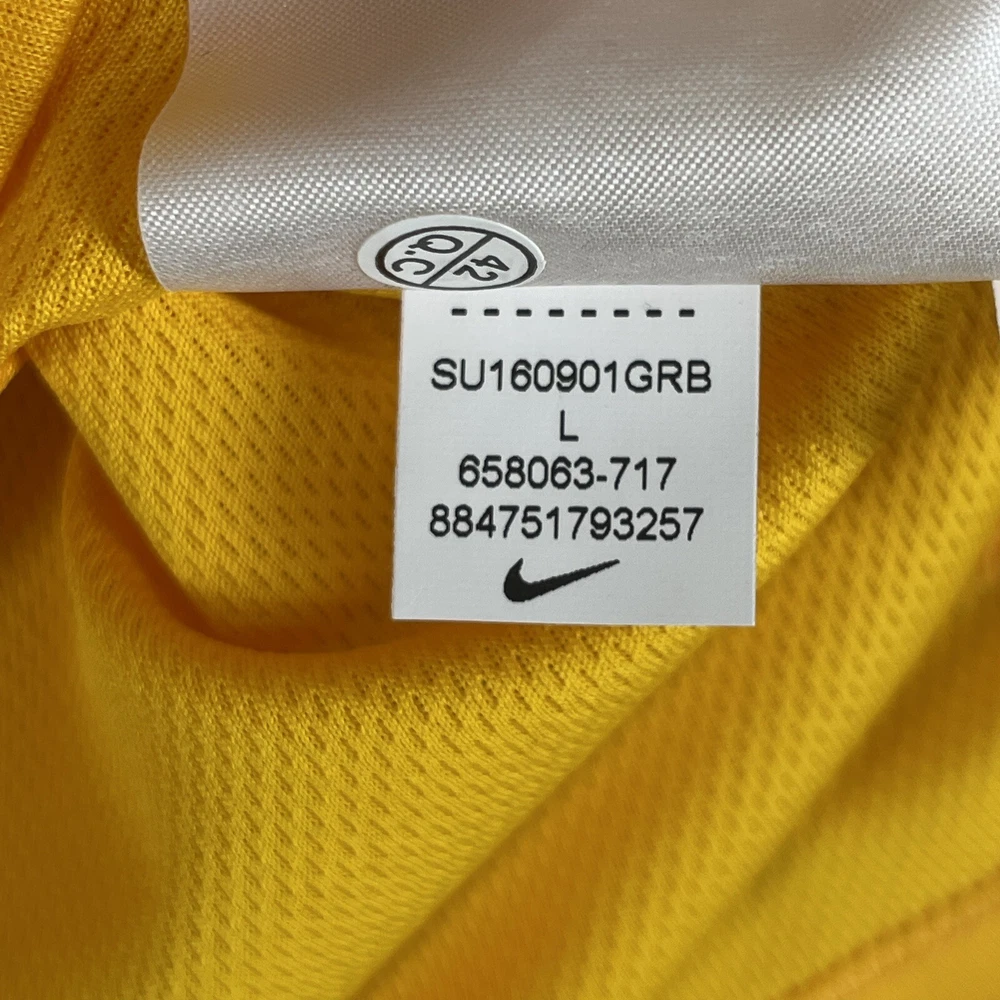 Q.C
42
--------
SU160901GRB
L
658063-717
884751793257